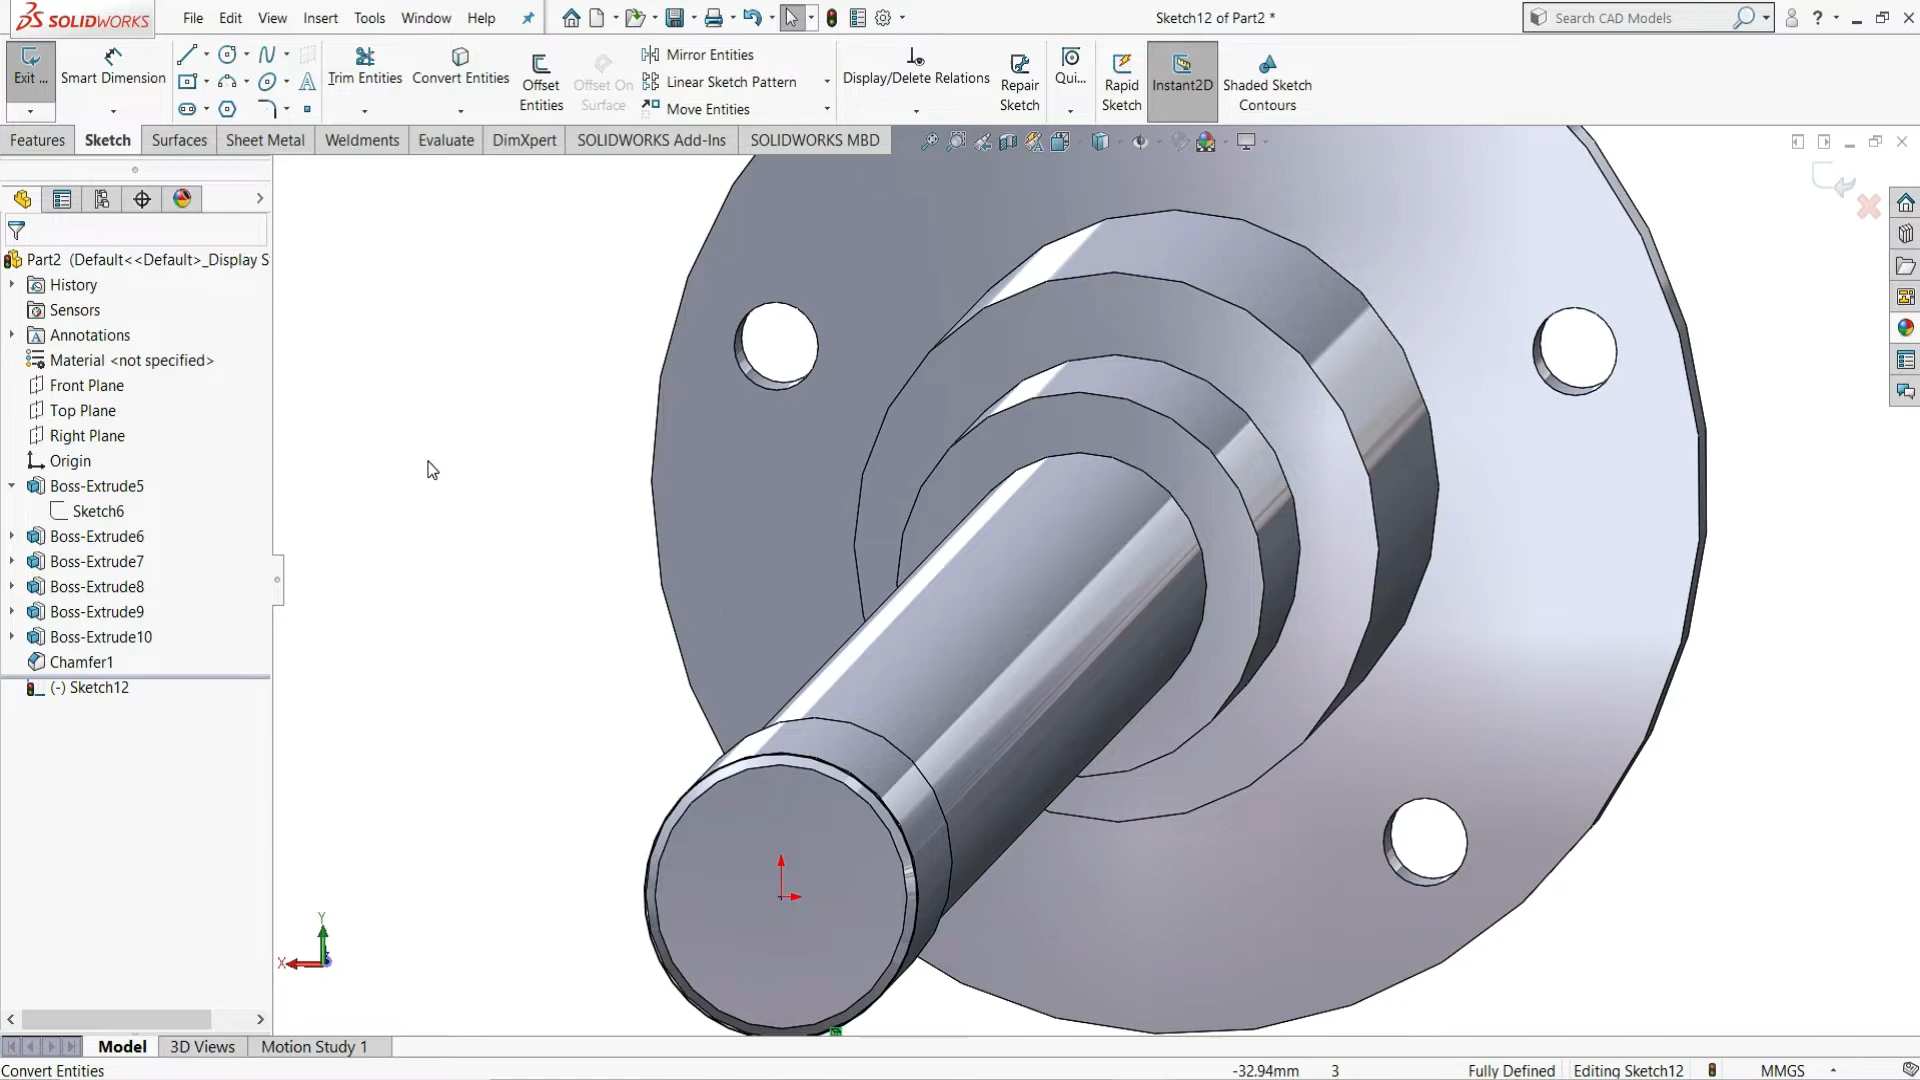 SOLIDWORKS
File Edit View Insert Tools Window Help
Sketch12 of Part2 *
Search CAD Models
?
Exit ...
Smart Dimension
Trim Entities
Convert Entities
Offset Entities
Offset On Surface
Mirror Entities
Linear Sketch Pattern
Move Entities
Display/Delete Relations
Repair Sketch
Qui...
Rapid Sketch
Instant2D
Shaded Sketch Contours
Features Sketch Surfaces Sheet Metal Weldments Evaluate DimXpert SOLIDWORKS Add-Ins SOLIDWORKS MBD
Part2 (Default<<Default>_Display S
History
Sensors
Annotations
Material <not specified>
Front Plane
Top Plane
Right Plane
Origin
Boss-Extrude5
Sketch6
Boss-Extrude6
Boss-Extrude7
Boss-Extrude8
Boss-Extrude9
Boss-Extrude10
Chamfer1
(-) Sketch12
Y
X
Model 3D Views Motion Study 1
Convert Entities
-32.94mm 3 Fully Defined Editing Sketch12 MMGS